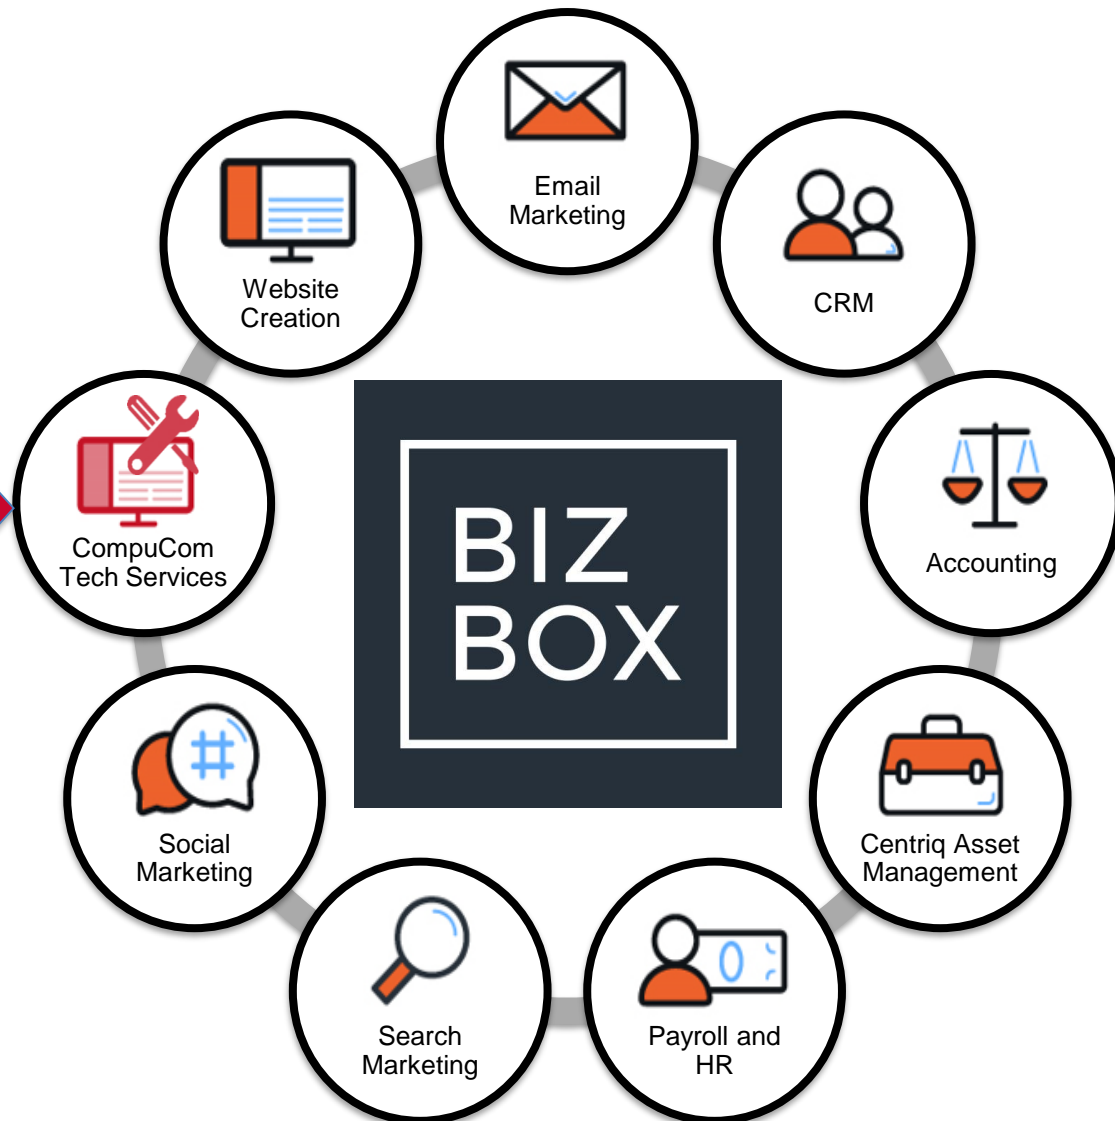 Email
Marketing
CRM
Accounting
Centriq Asset
Management
Payroll and
HR
Search
Marketing
Social
Marketing
CompuCom
Tech Services
Website
Creation
BIZ
BOX